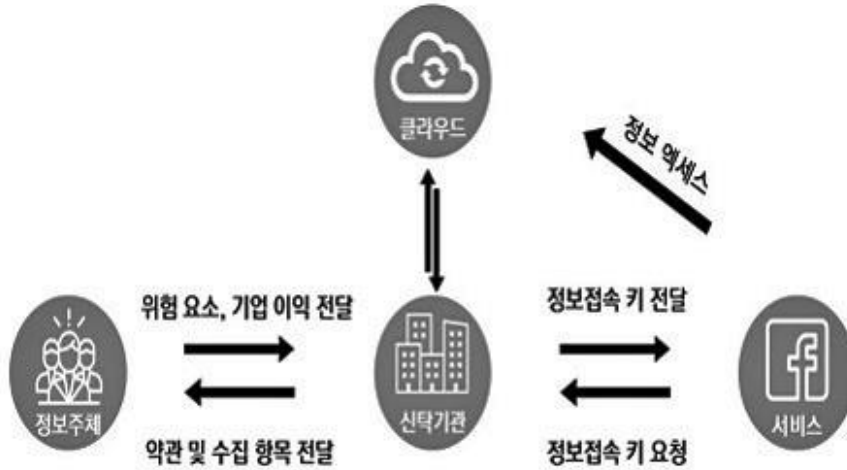 클라우드
정보 엑세스
위험 요소, 기업 이익 전달
정보접속 키 전달
정보주체
신탁기관
서비스
약관 및 수집 항목 전달
정보접속 키 요청